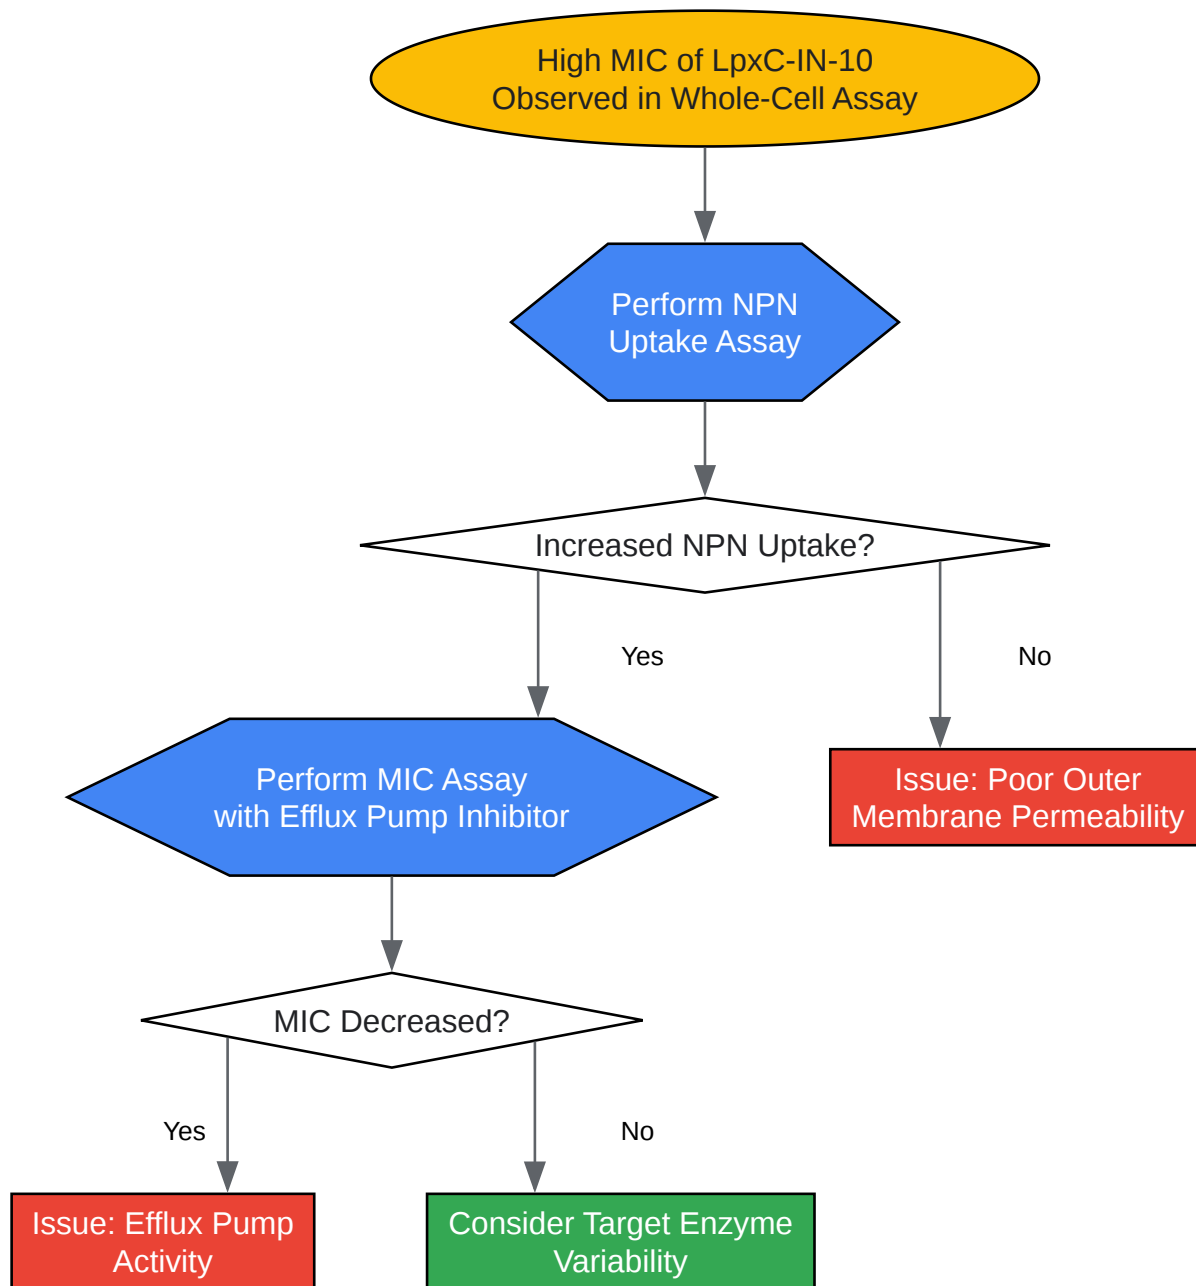 High MIC of LpxC-IN-10
Observed in Whole-Cell Assay
Perform NPN
Uptake Assay
Increased NPN Uptake?
Yes
No
Perform MIC Assay
with Efflux Pump Inhibitor
Issue: Poor Outer
Membrane Permeability
MIC Decreased?
Yes
No
Issue: Efflux Pump
Activity
Consider Target Enzyme
Variability